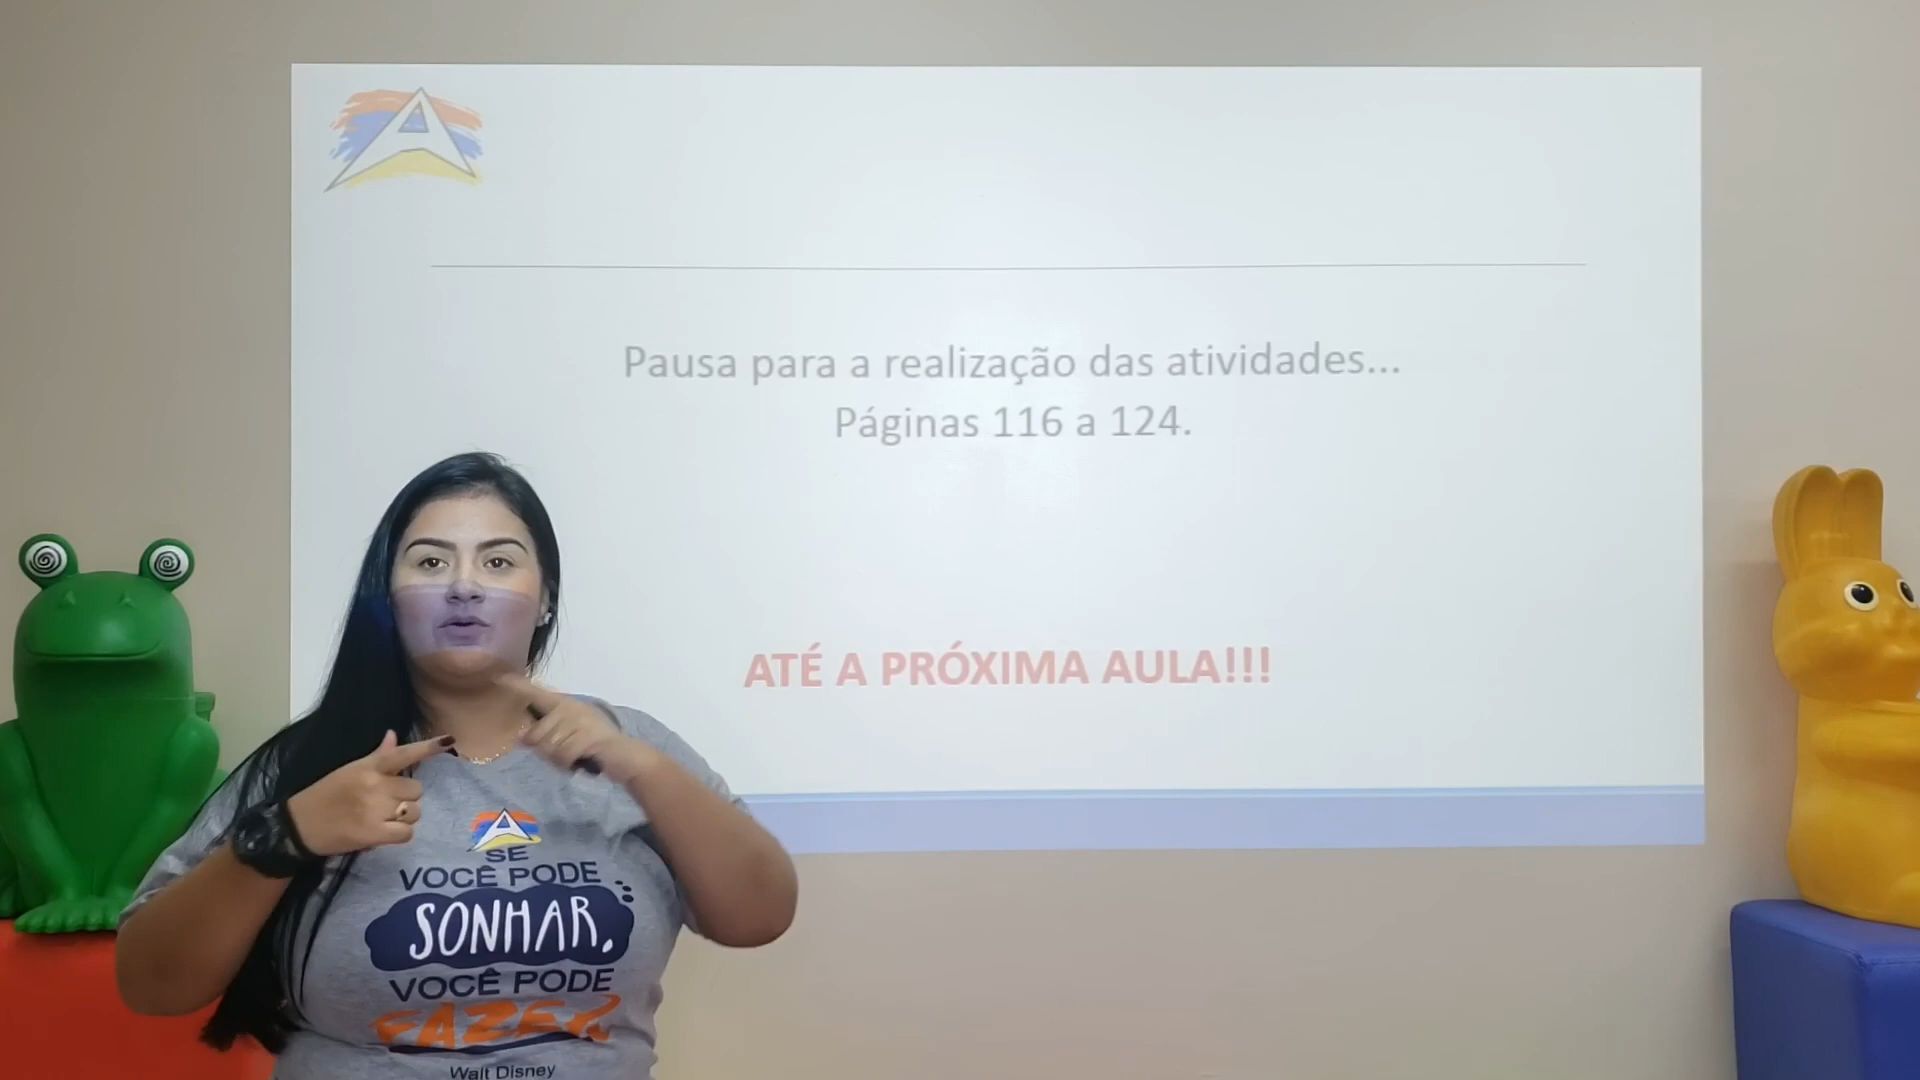 Pausa para a realização das atividades...
Páginas 116 a 124.
ATÉ A PRÓXIMA AULA!!!
A
SE
VOCÊ PODE
SONHAR,
VOCÊ PODE
FAZER
Walt Disney